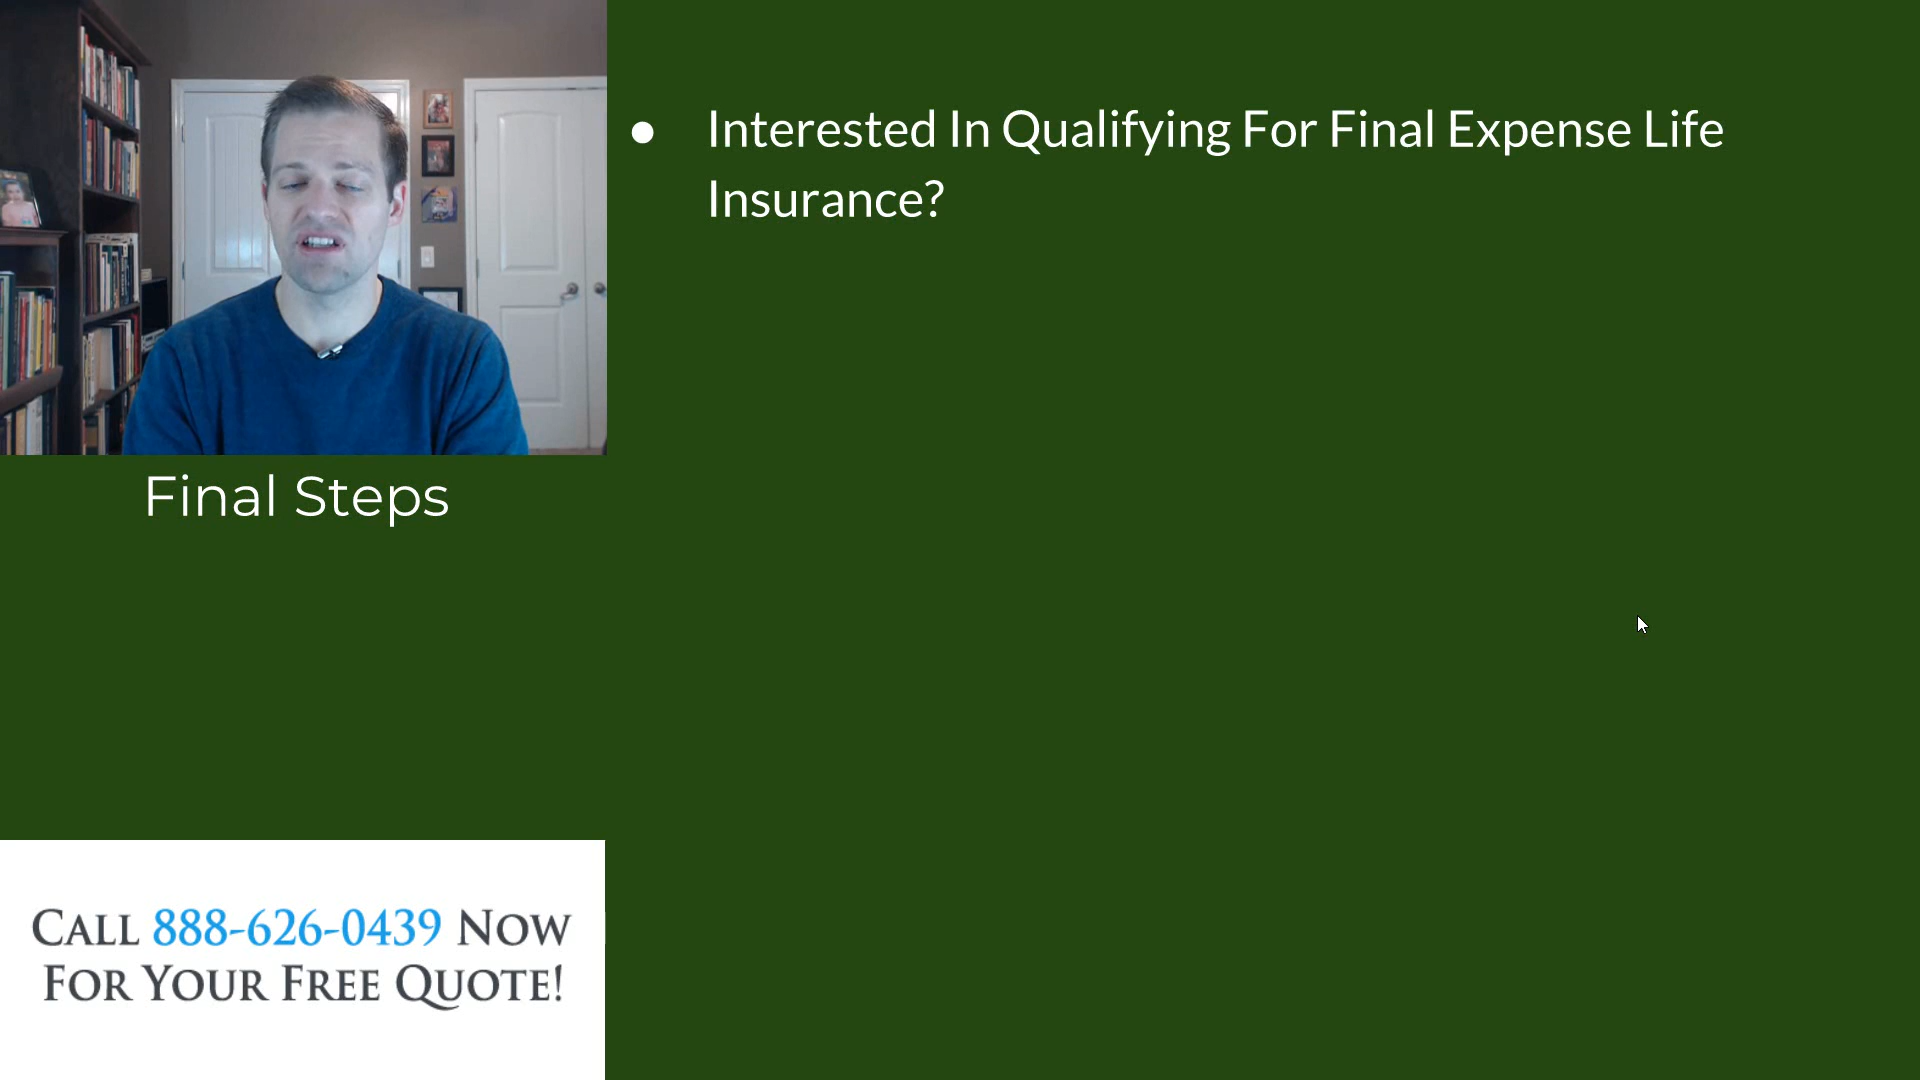 ● Interested In Qualifying For Final Expense Life
Insurance?
Final Steps
CALL 888-626-0439 NOW
FOR YOUR FREE QUOTE!